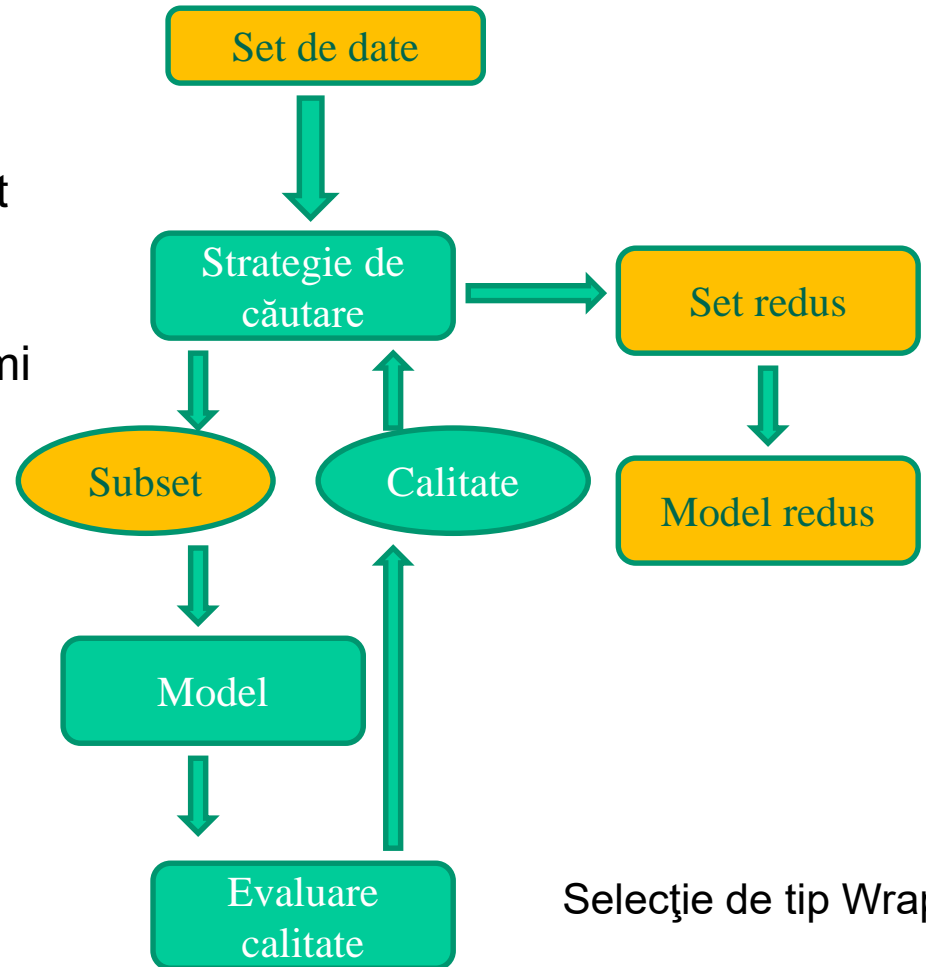 Set de date
t
Strategie de
căutare
Set redus
mi
Subset
Calitate
Model redus
Model
Evaluare
calitate
Selecţie de tip Wrap